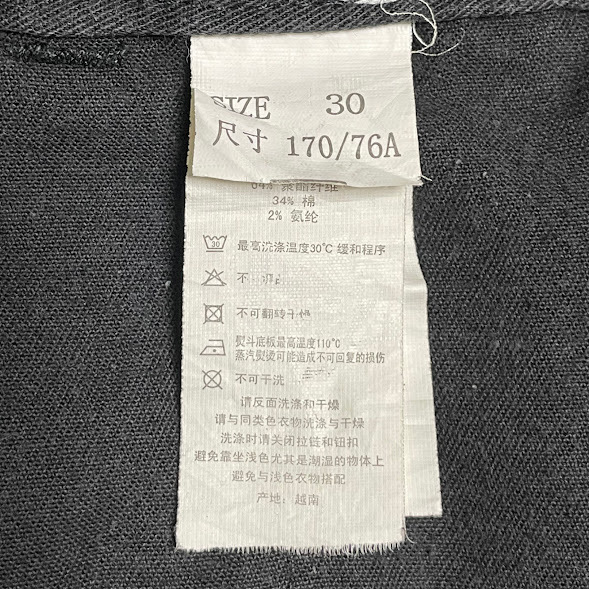 SIZE 30
尺寸 170/76A
64% 聚酯纤维
34% 棉
2% 氨纶
30 最高洗涤温度30℃ 缓和程序
不
不可翻转干燥
熨斗底板最高温度110℃
蒸汽熨烫可能造成不可回复的损伤
不可干洗
请反面洗涤和干燥
请与同类色衣物洗涤与干燥
洗涤时请关闭拉链和钮扣
避免靠坐浅色尤其是潮湿的物体上
避免与浅色衣物搭配
产地: 越南